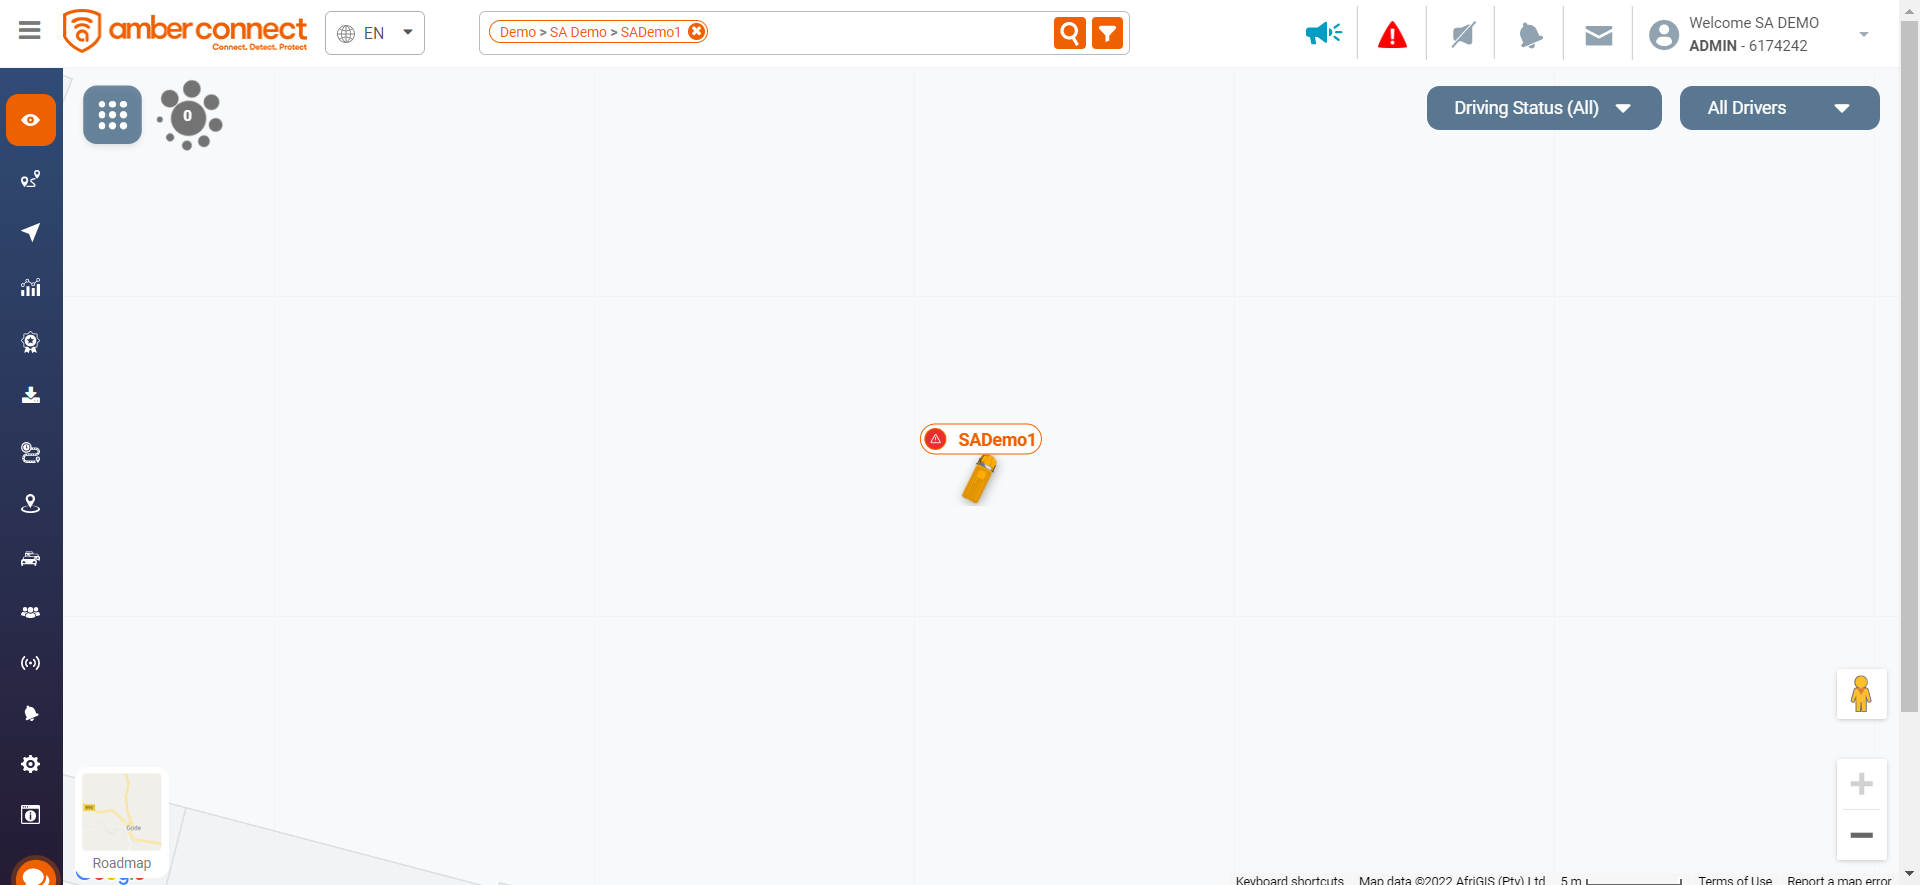 amber connect
Connect. Detect. Protect
EN
Demo > SA Demo > SADemo1
Welcome SA DEMO
ADMIN - 6174242
0
Driving Status (All)
All Drivers
SADemo1
Gode
Roadmap
Google
Keyboard shortcuts
Map data ©2022 AfriGIS (Pty) Ltd
5 m
Terms of Use
Report a map error